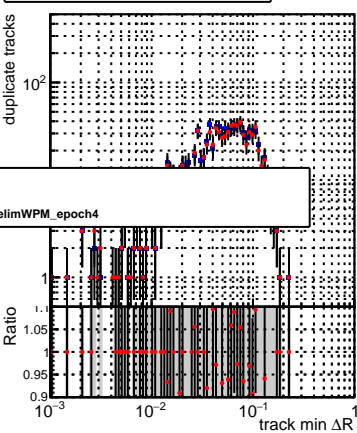 duplicate tracks
10²
elimWPM_epoch4
1
Ratio
1.1
1.05
1
0.95
0.9
10⁻³
10⁻²
10⁻¹
1
track min ΔR